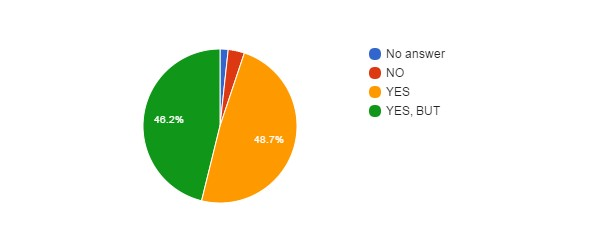 No answer
NO
YES
YES, BUT
46.2%
48.7%